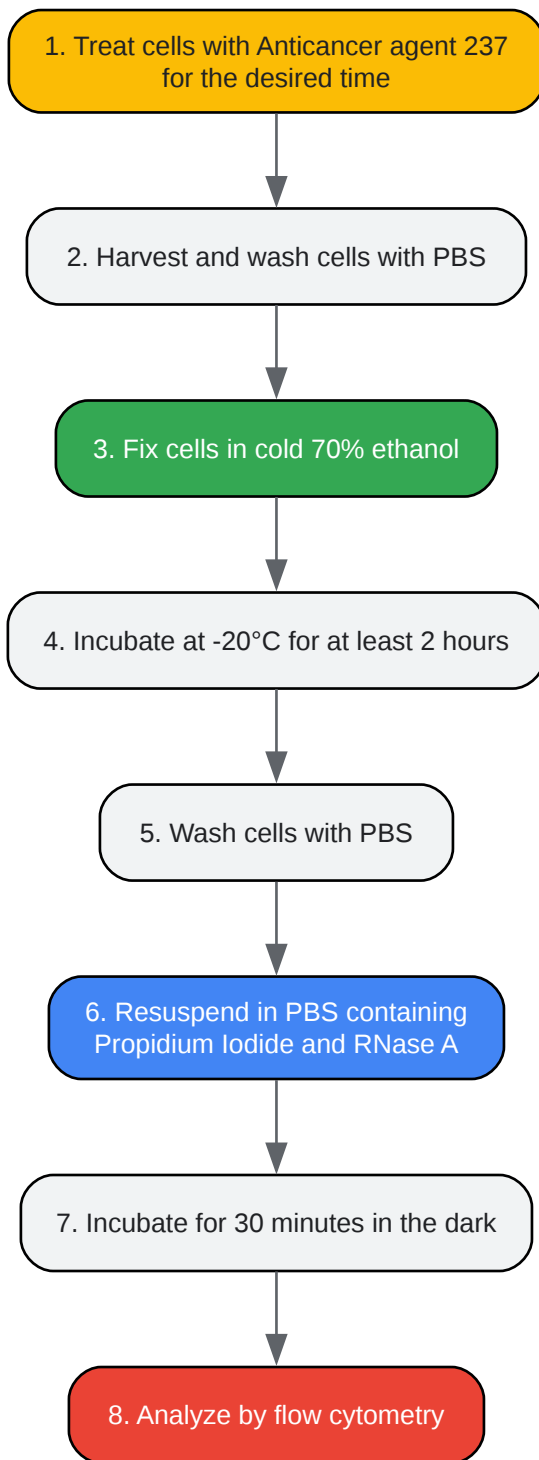 1. Treat cells with Anticancer agent 237
for the desired time
2. Harvest and wash cells with PBS
3. Fix cells in cold 70% ethanol
4. Incubate at -20°C for at least 2 hours
5. Wash cells with PBS
6. Resuspend in PBS containing
Propidium Iodide and RNase A
7. Incubate for 30 minutes in the dark
8. Analyze by flow cytometry